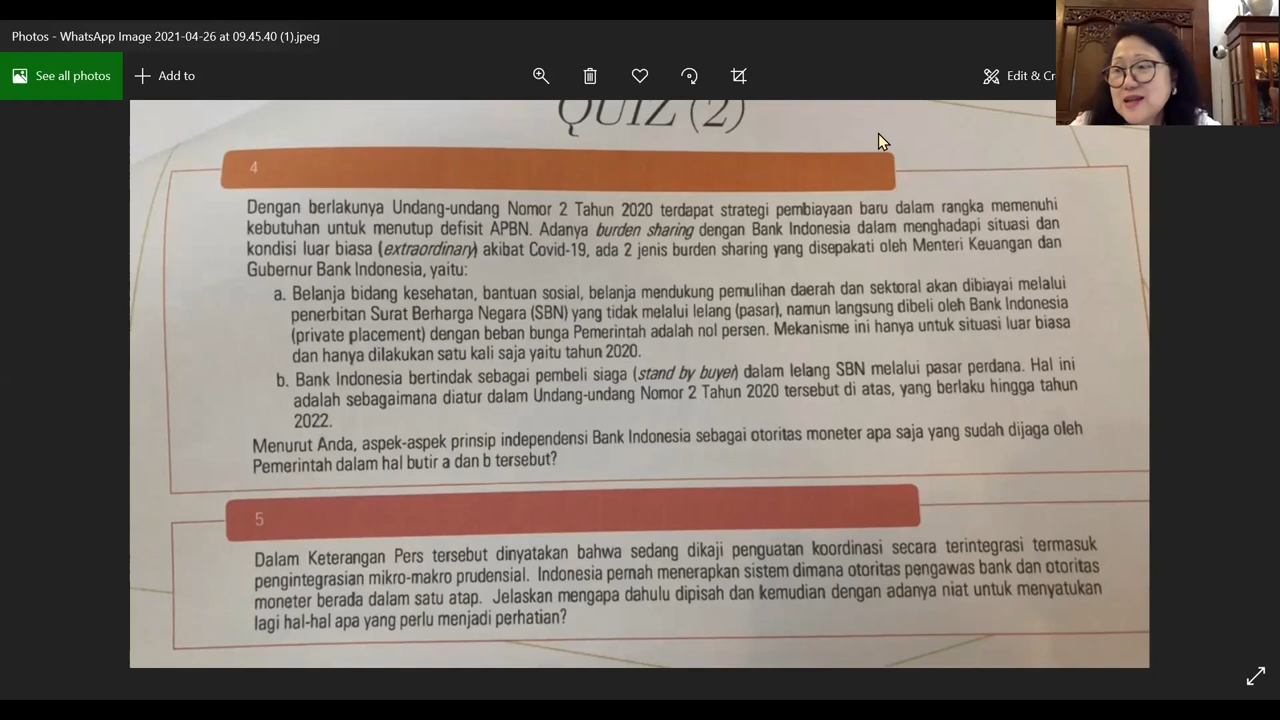 Photos - WhatsApp Image 2021-04-26 at 09.45.40 (1).jpeg
See all photos
Add to
Edit & Cr
QUIZ (2)
4
Dengan berlakunya Undang-undang Nomor 2 Tahun 2020 terdapat strategi pembiayaan baru dalam rangka memenuhi
kebutuhan untuk menutup defisit APBN. Adanya burden sharing dengan Bank Indonesia dalam menghadapi situasi dan
kondisi luar biasa (extraordinary) akibat Covid-19, ada 2 jenis burden sharing yang disepakati oleh Menteri Keuangan dan
Gubernur Bank Indonesia, yaitu:
a. Belanja bidang kesehatan, bantuan sosial, belanja mendukung pemulihan daerah dan sektoral akan dibiayai melalui
penerbitan Surat Berharga Negara (SBN) yang tidak melalui lelang (pasar), namun langsung dibeli oleh Bank Indonesia
(private placement) dengan beban bunga Pemerintah adalah nol persen. Mekanisme ini hanya untuk situasi luar biasa
dan hanya dilakukan satu kali saja yaitu tahun 2020.
b. Bank Indonesia bertindak sebagai pembeli siaga (stand by buyer) dalam lelang SBN melalui pasar perdana. Hal ini
adalah sebagaimana diatur dalam Undang-undang Nomor 2 Tahun 2020 tersebut di atas, yang berlaku hingga tahun
2022.
Menurut Anda, aspek-aspek prinsip independensi Bank Indonesia sebagai otoritas moneter apa saja yang sudah dijaga oleh
Pemerintah dalam hal butir a dan b tersebut?
5
Dalam Keterangan Pers tersebut dinyatakan bahwa sedang dikaji penguatan koordinasi secara terintegrasi termasuk
pengintegrasian mikro-makro prudensial. Indonesia pernah menerapkan sistem dimana otoritas pengawas bank dan otoritas
moneter berada dalam satu atap. Jelaskan mengapa dahulu dipisah dan kemudian dengan adanya niat untuk menyatukan
lagi hal-hal apa yang perlu menjadi perhatian?